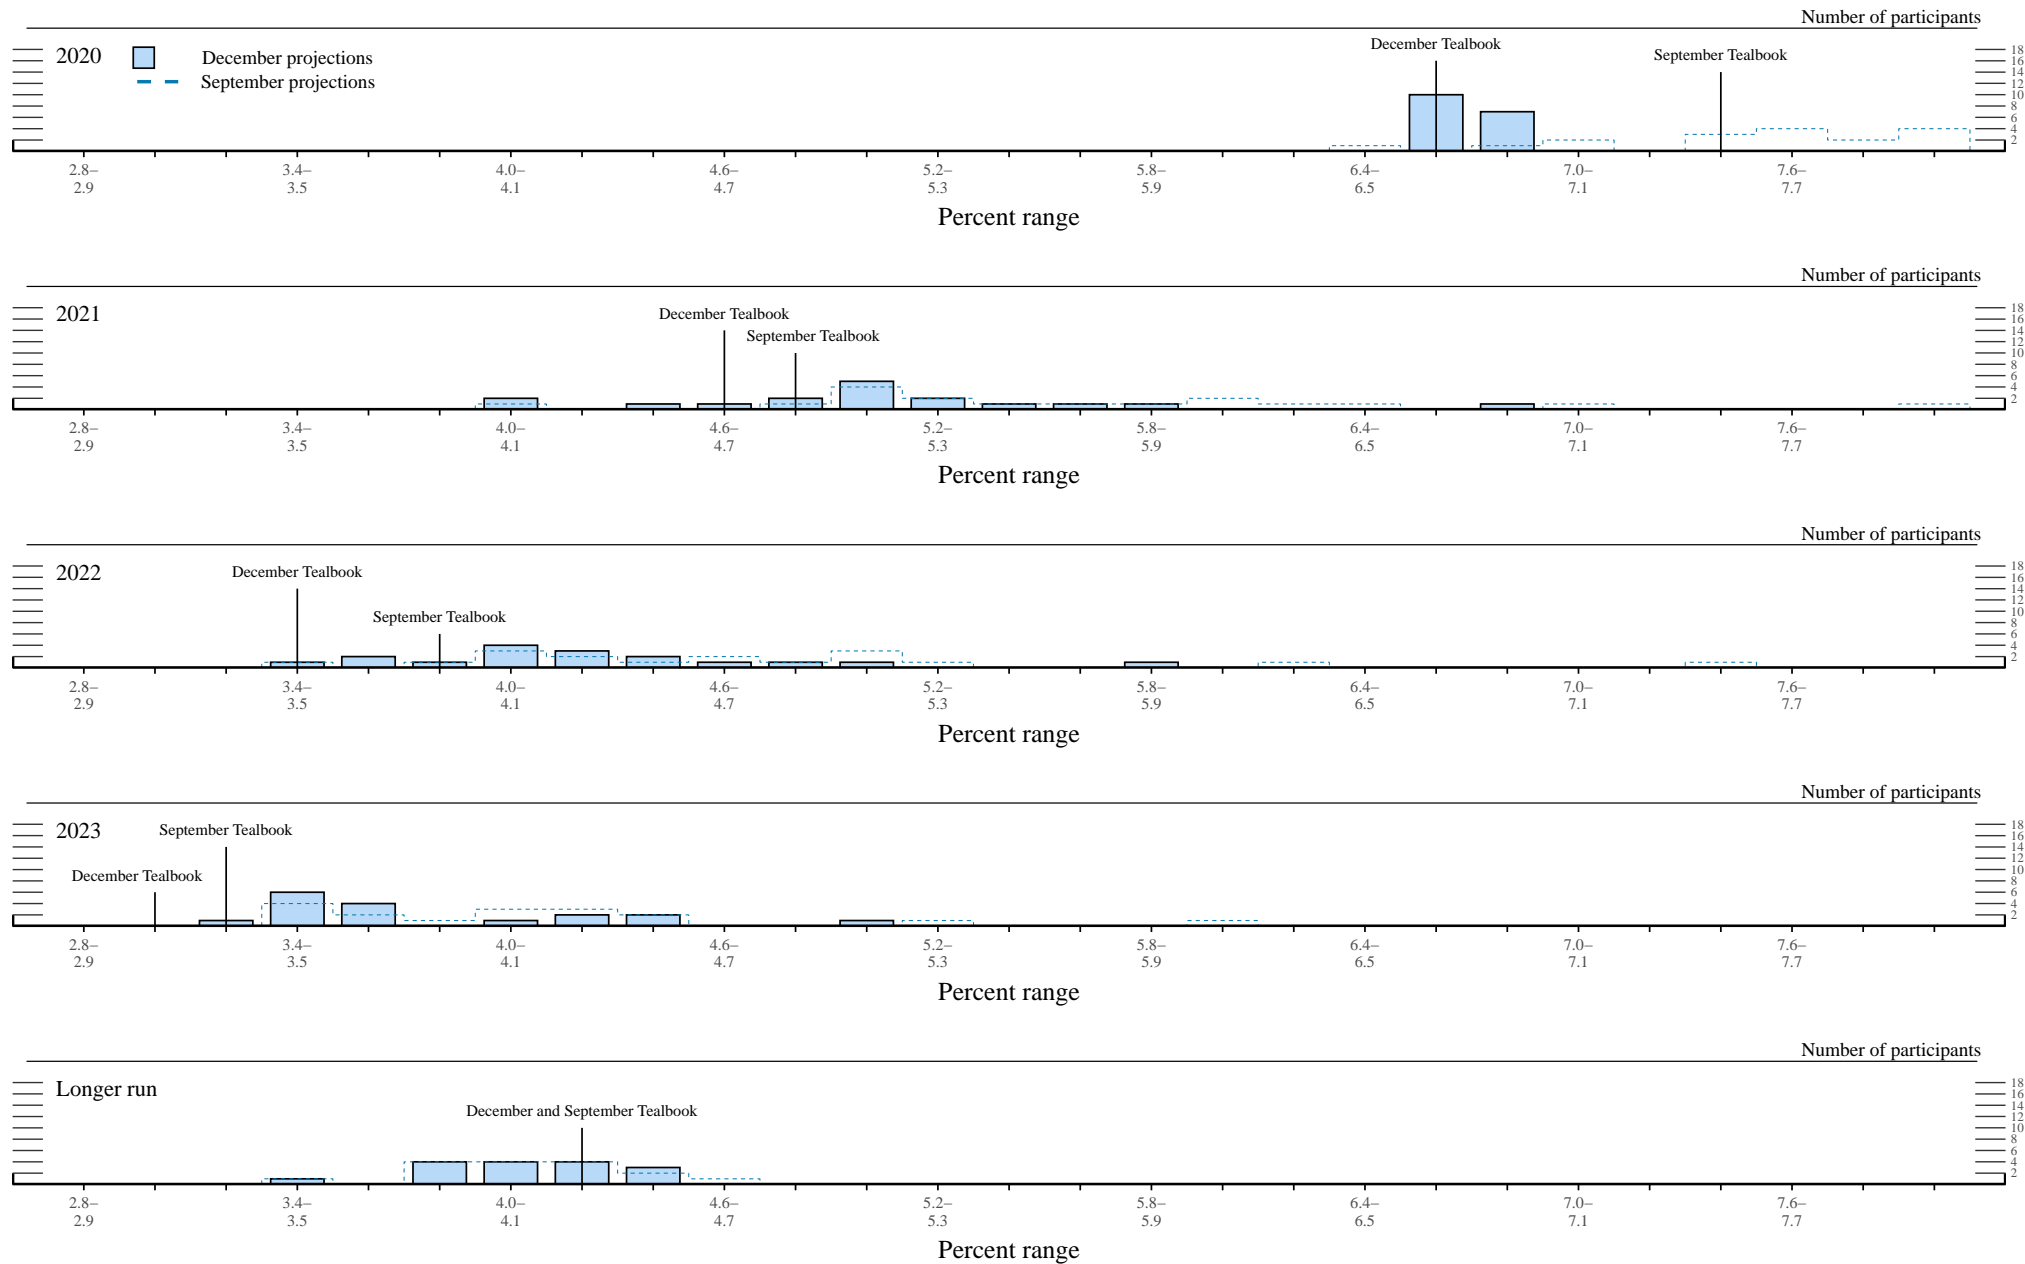 Number of participants
2020
December projections
September projections
December Tealbook
September Tealbook
18
16
14
12
10
8
6
4
2
2.8– 3.4– 4.0– 4.6– 5.2– 5.8– 6.4– 7.0– 7.6–
2.9 3.5 4.1 4.7 5.3 5.9 6.5 7.1 7.7
Percent range
Number of participants
2021
December Tealbook
September Tealbook
18
16
14
12
10
8
6
4
2
2.8– 3.4– 4.0– 4.6– 5.2– 5.8– 6.4– 7.0– 7.6–
2.9 3.5 4.1 4.7 5.3 5.9 6.5 7.1 7.7
Percent range
Number of participants
2022
December Tealbook
September Tealbook
18
16
14
12
10
8
6
4
2
2.8– 3.4– 4.0– 4.6– 5.2– 5.8– 6.4– 7.0– 7.6–
2.9 3.5 4.1 4.7 5.3 5.9 6.5 7.1 7.7
Percent range
Number of participants
2023
September Tealbook
December Tealbook
18
16
14
12
10
8
6
4
2
2.8– 3.4– 4.0– 4.6– 5.2– 5.8– 6.4– 7.0– 7.6–
2.9 3.5 4.1 4.7 5.3 5.9 6.5 7.1 7.7
Percent range
Number of participants
Longer run
December and September Tealbook
18
16
14
12
10
8
6
4
2
2.8– 3.4– 4.0– 4.6– 5.2– 5.8– 6.4– 7.0– 7.6–
2.9 3.5 4.1 4.7 5.3 5.9 6.5 7.1 7.7
Percent range